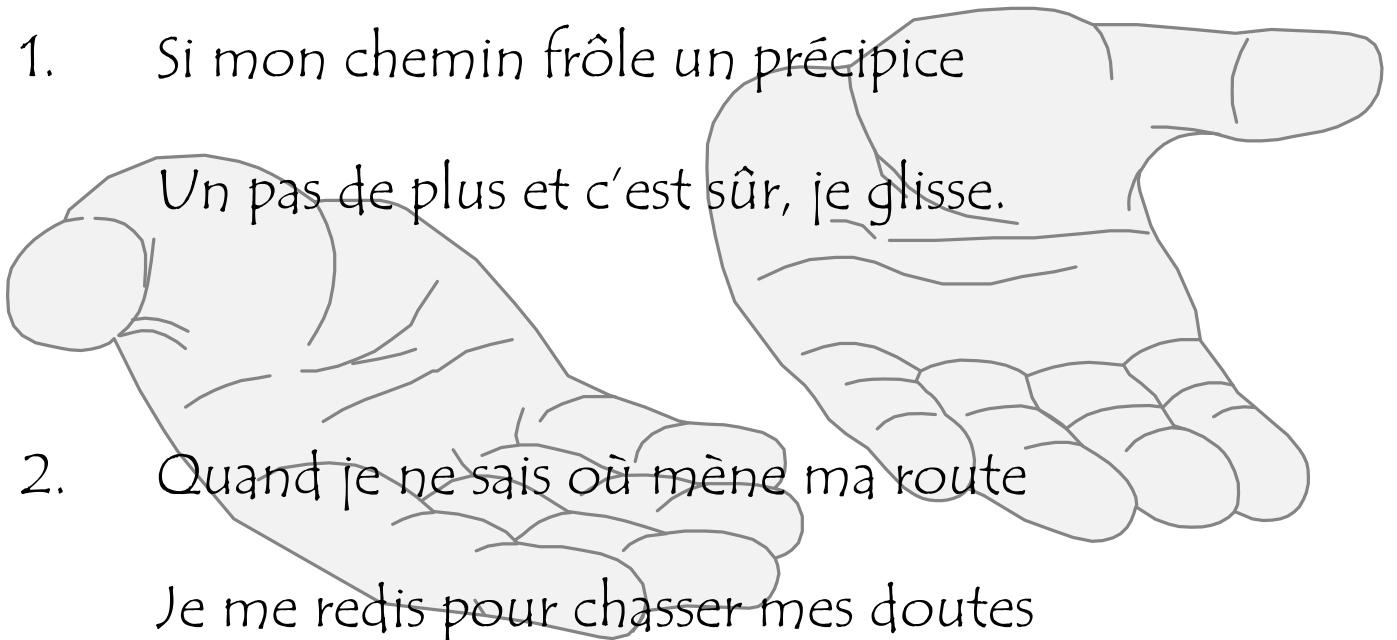 1. Si mon chemin frôle un précipice
Un pas de plus et c’est sûr, je glisse.
2. Quand je ne sais où mène ma route
Je me redis pour chasser mes doutes